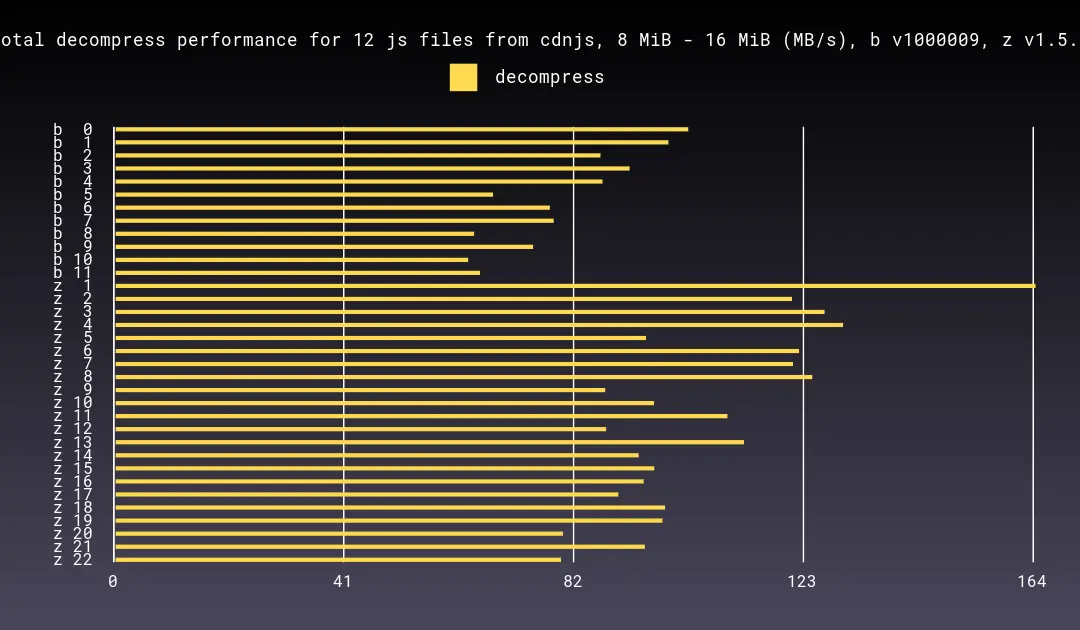 otal decompress performance for 12 js files from cdnjs, 8 MiB - 16 MiB (MB/s), b v1000009, z v1.5.
decompress
b 0
b 1
b 2
b 3
b 4
b 5
b 6
b 7
b 8
b 9
b 10
b 11
z 1
z 2
z 3
z 4
z 5
z 6
z 7
z 8
z 9
z 10
z 11
z 12
z 13
z 14
z 15
z 16
z 17
z 18
z 19
z 20
z 21
z 22
0 41 82 123 164